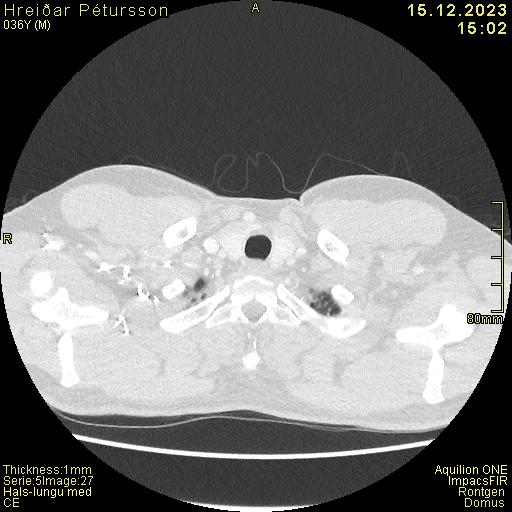 Hreiðar Pétursson
036Y (M)
A
15.12.2023
15:02
R
80mm
Thickness:1mm
Serie:5Image:27
Hals-lungu med
CE
Aquilion ONE
ImpacsFIR
Rontgen
Domus